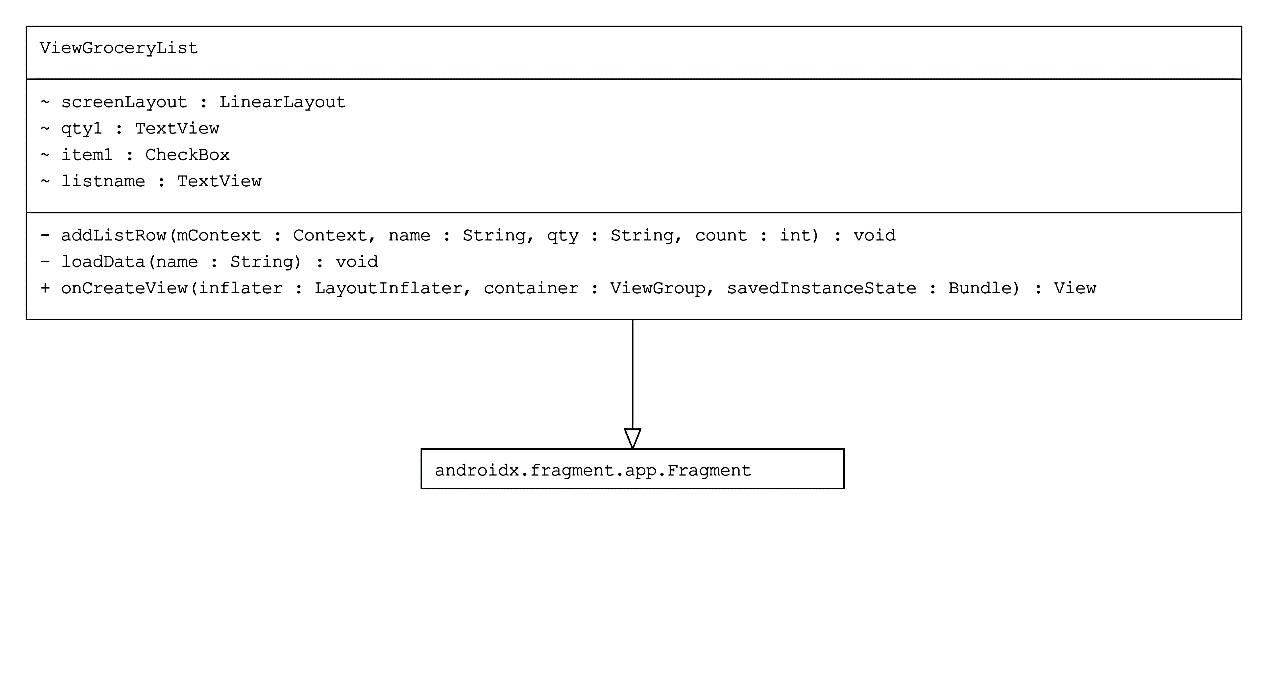 ViewGroceryList
~ screenLayout : LinearLayout
~ qty1 : TextView
~ item1 : CheckBox
~ listname : TextView
- addListRow(mContext : Context, name : String, qty : String, count : int) : void
- loadData(name : String) : void
+ onCreateView(inflater : LayoutInflater, container : ViewGroup, savedInstanceState : Bundle) : View
androidx.fragment.app.Fragment